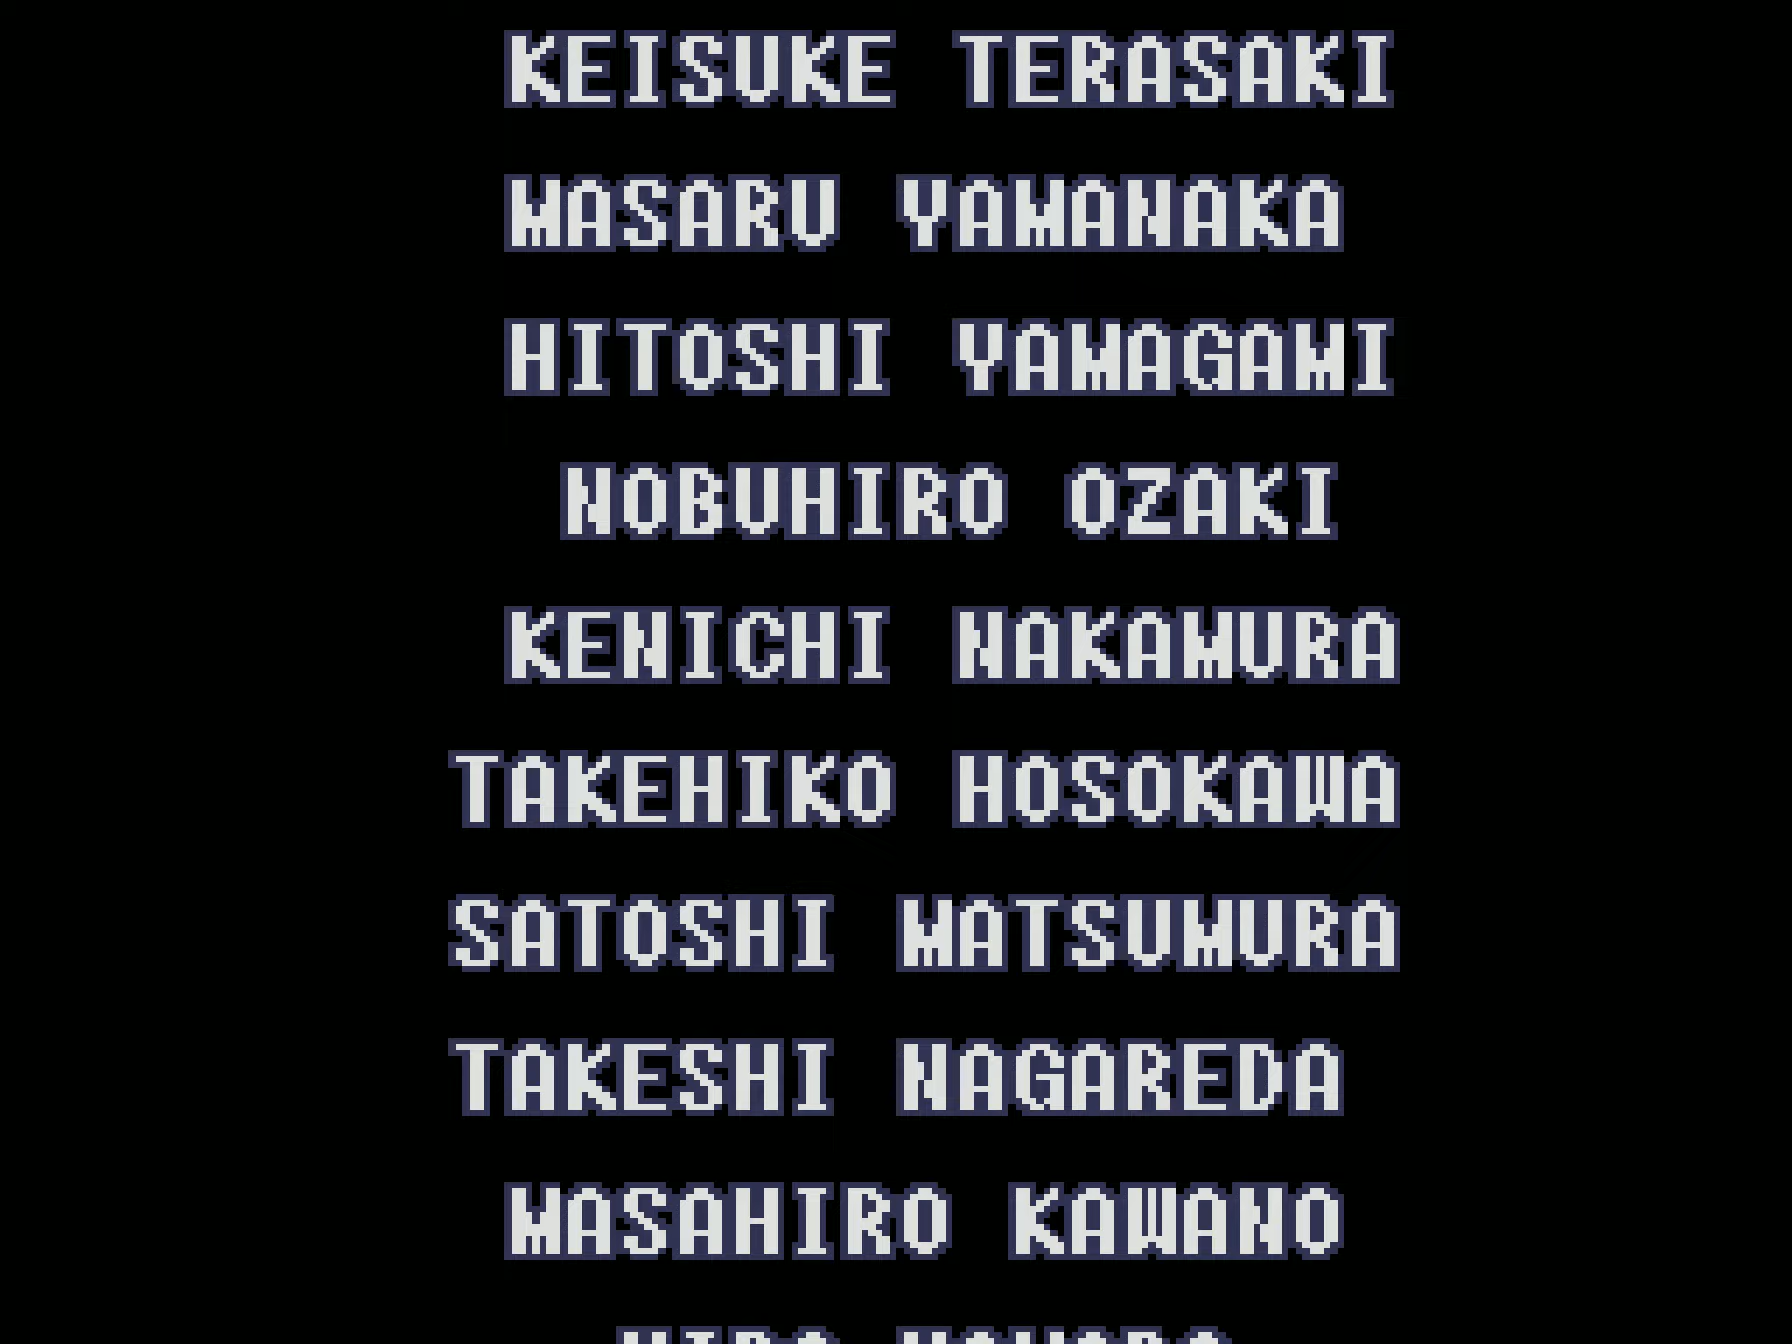 KEISUKE TERASAKI
MASARU YAMANAKA
HITOSHI YAMAGAMI
NOBUHIRO OZAKI
KENICHI NAKAMURA
TAKEHIKO HOSOKAWA
SATOSHI MATSUMURA
TAKESHI NAGAREDA
MASAHIRO KAWANO